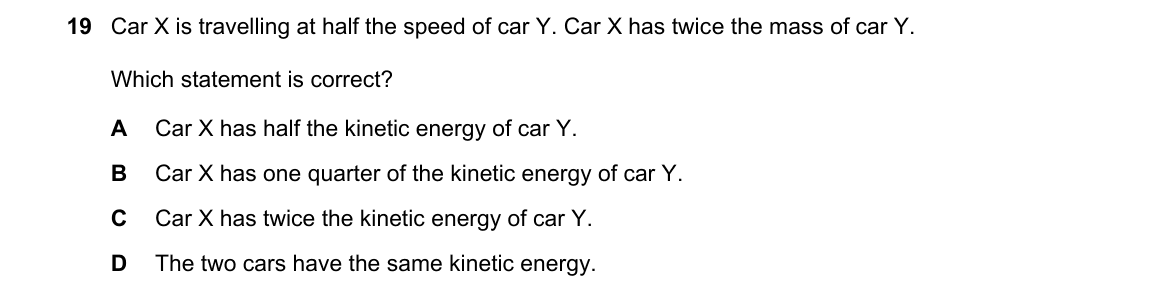 19 Car X is travelling at half the speed of car Y. Car X has twice the mass of car Y.
Which statement is correct?
A Car X has half the kinetic energy of car Y.
B Car X has one quarter of the kinetic energy of car Y.
C Car X has twice the kinetic energy of car Y.
D The two cars have the same kinetic energy.